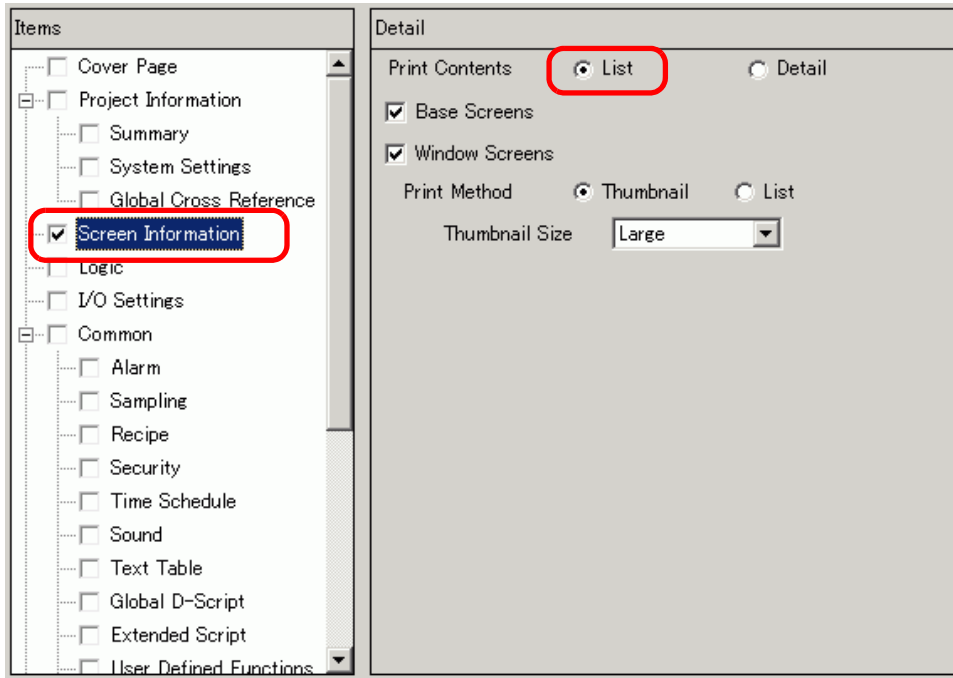 Items
Cover Page
Project Information
Summary
System Settings
Global Cross Reference
Screen Information
Logic
I/O Settings
Common
Alarm
Sampling
Recipe
Security
Time Schedule
Sound
Text Table
Global D-Script
Extended Script
User Defined Functions
Detail
Print Contents List Detail
Base Screens
Window Screens
Print Method Thumbnail List
Thumbnail Size Large